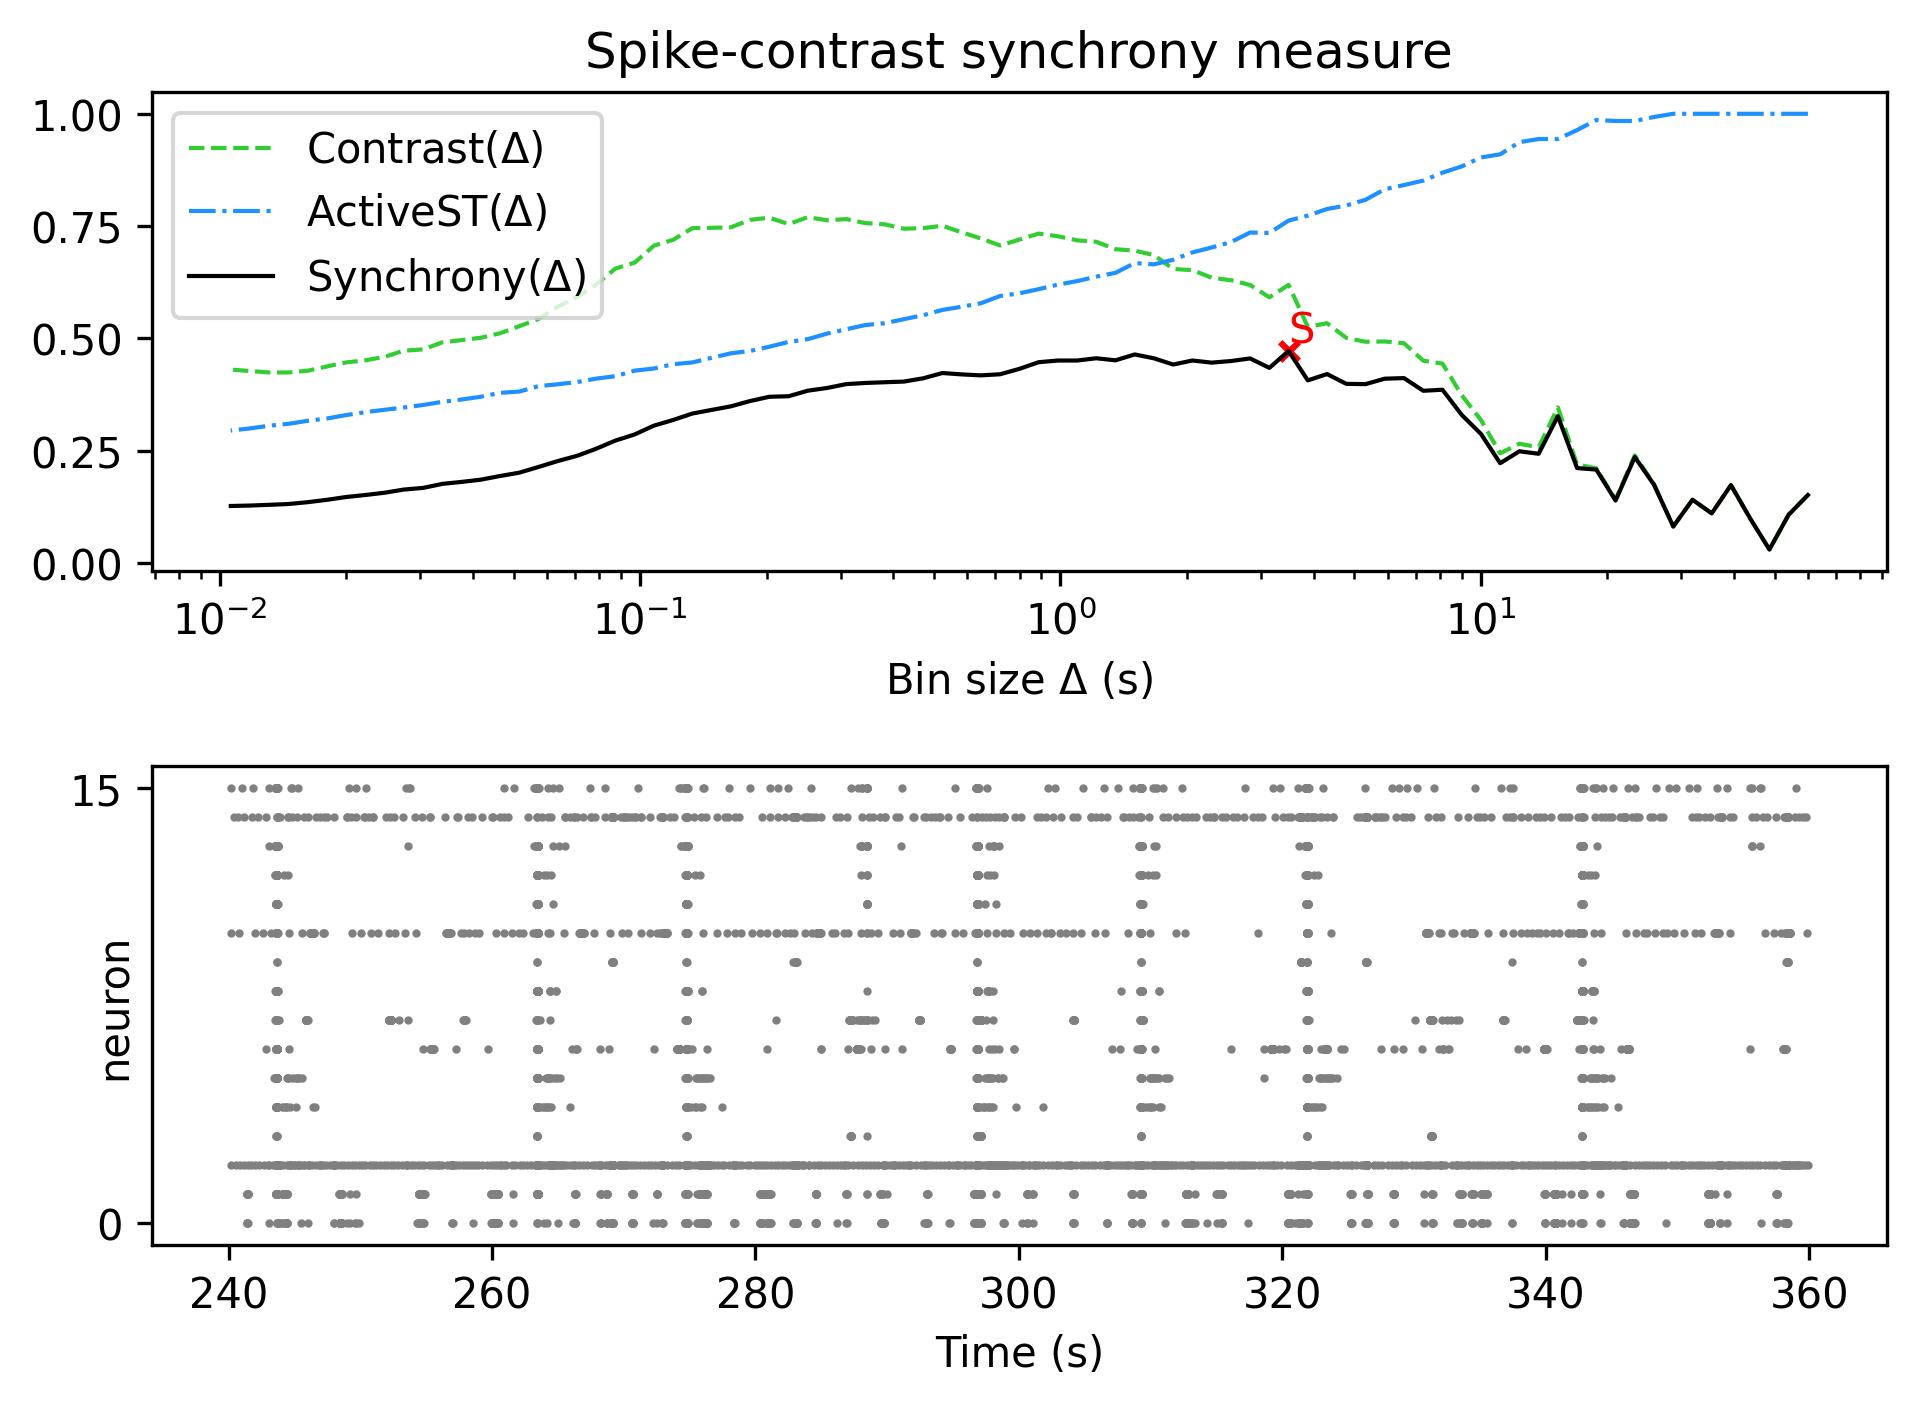 Spike-contrast synchrony measure
1.00
0.75
0.50
0.25
0.00
Contrast(Δ)
ActiveST(Δ)
Synchrony(Δ)
S
10⁻² 10⁻¹ 10⁰ 10¹
Bin size Δ (s)
15
0
neuron
240 260 280 300 320 340 360
Time (s)